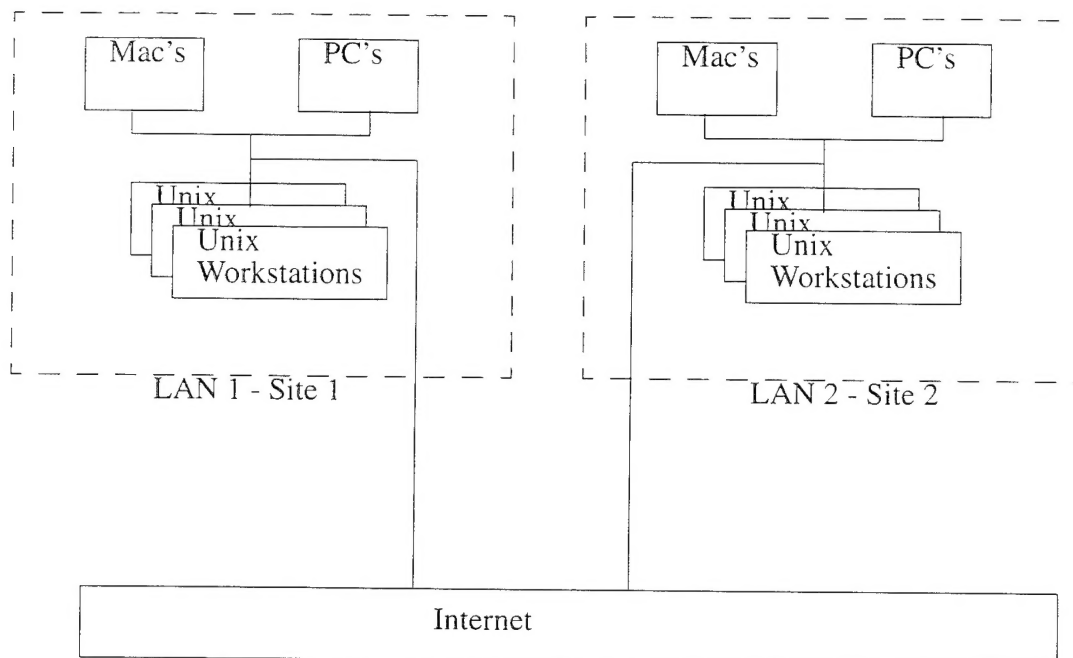 Mac's
PC's
Unix
Unix
Unix
Workstations
LAN 1 - Site 1
Mac's
PC's
Unix
Unix
Unix
Workstations
LAN 2 - Site 2
Internet